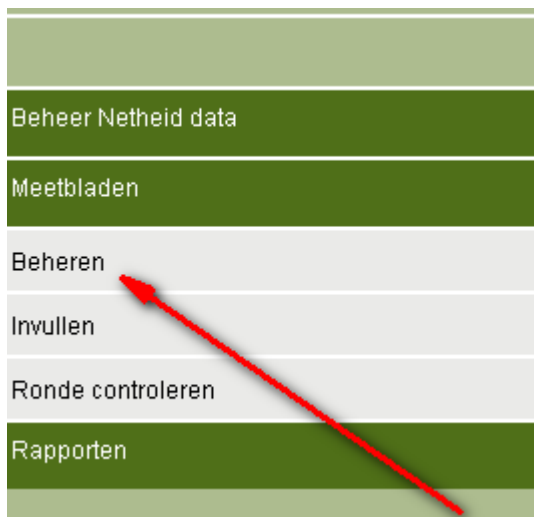 Beheer Netheid data
Meetbladen
Beheren
Invullen
Ronde controleren
Rapporten